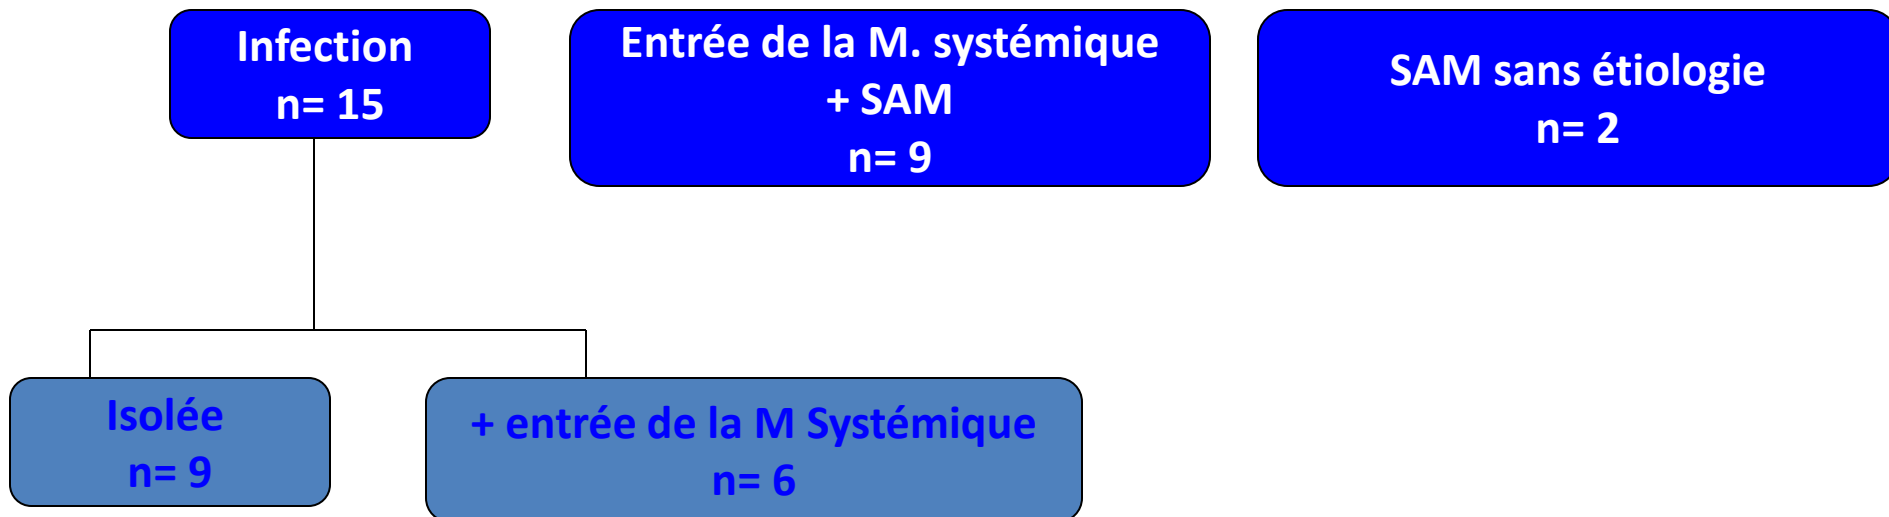 Infection
n= 15
Entrée de la M. systémique
+ SAM
n= 9
SAM sans étiologie
n= 2
Isolée
n= 9
+ entrée de la M Systémique
n= 6